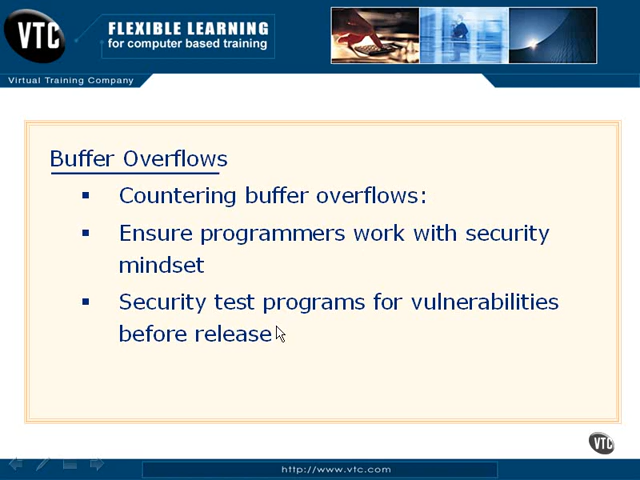 VTC
FLEXIBLE LEARNING
for computer based training
Virtual Training Company
Buffer Overflows
▪ Countering buffer overflows:
▪ Ensure programmers work with security
mindset
▪ Security test programs for vulnerabilities
before release
VTC
http://www.vtc.com